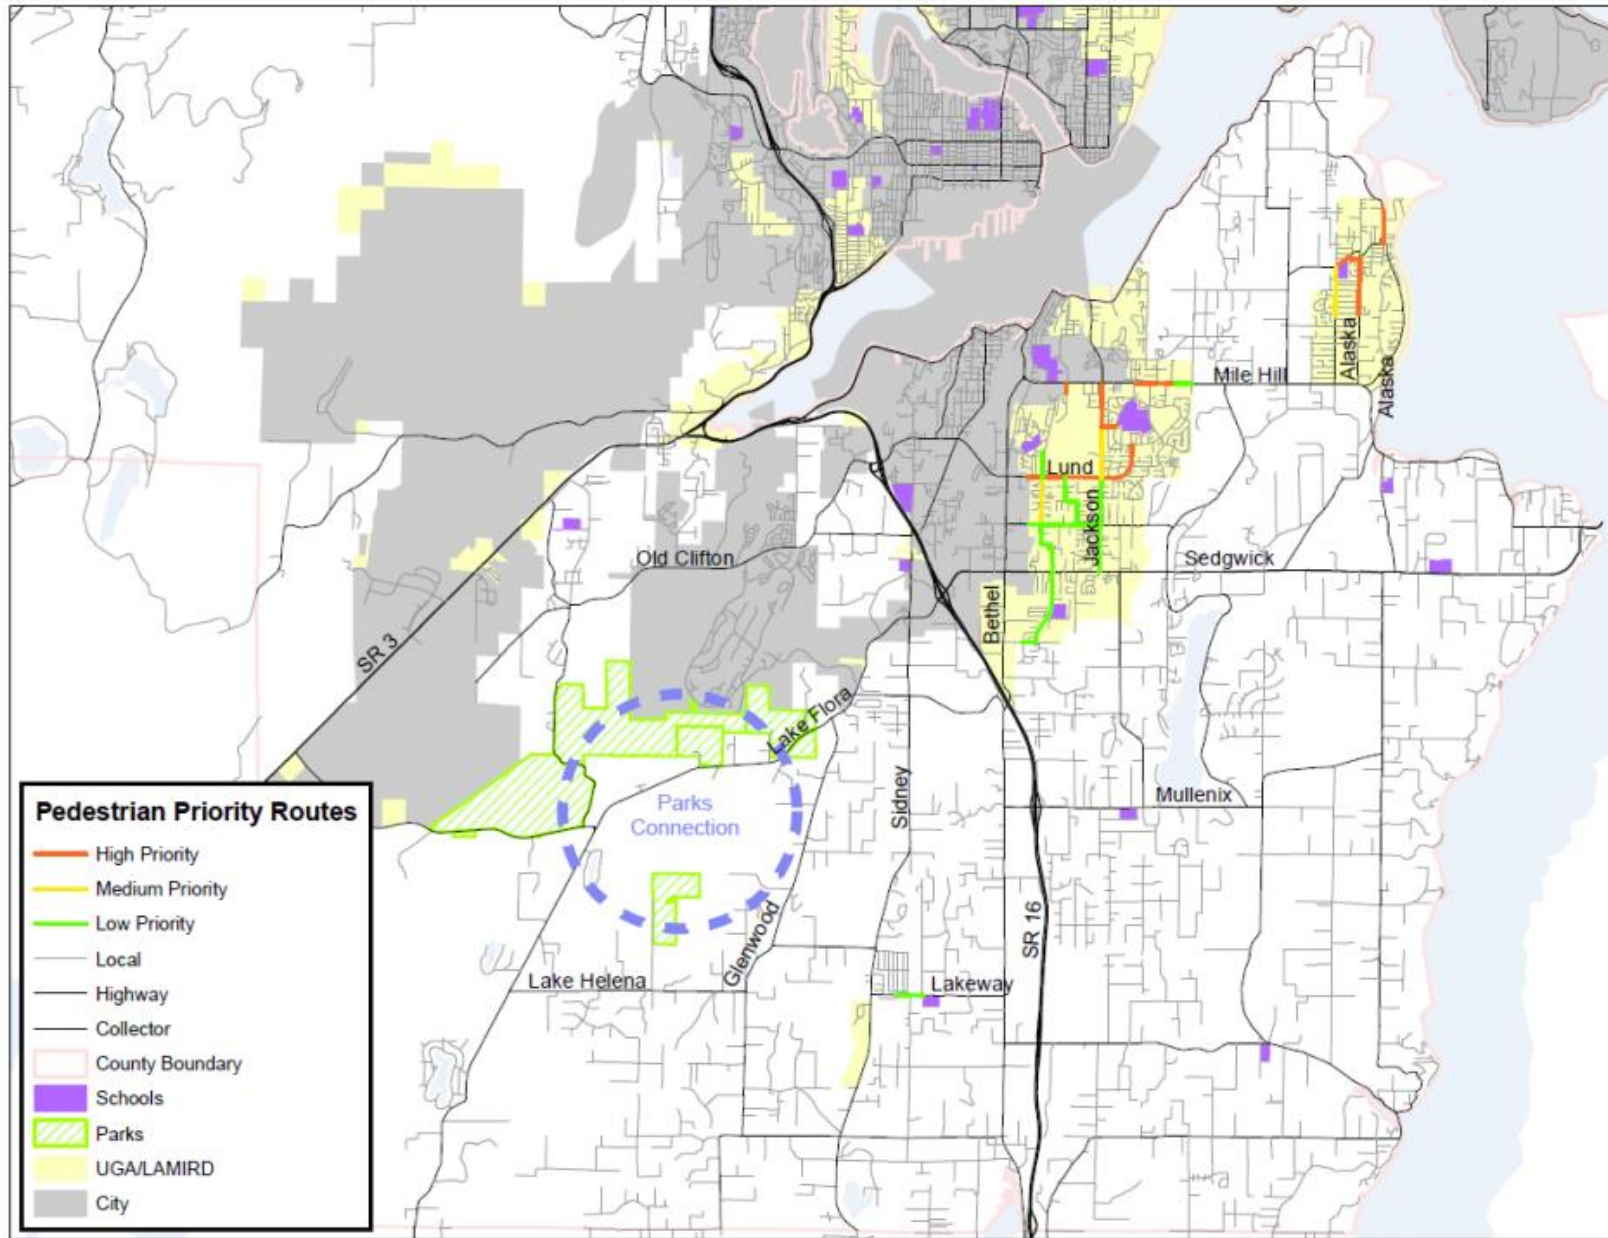 Mile Hill
Alaska
Alaska
Lund
Jackson
Old Clifton
Sedgwick
Bethel
SR 3
Lake Flora
Sidney
Parks
Connection
Mullenix
SR 16
Glenwood
Lake Helena
Lakeway
Pedestrian Priority Routes
High Priority
Medium Priority
Low Priority
Local
Highway
Collector
County Boundary
Schools
Parks
UGA/LAMIRD
City